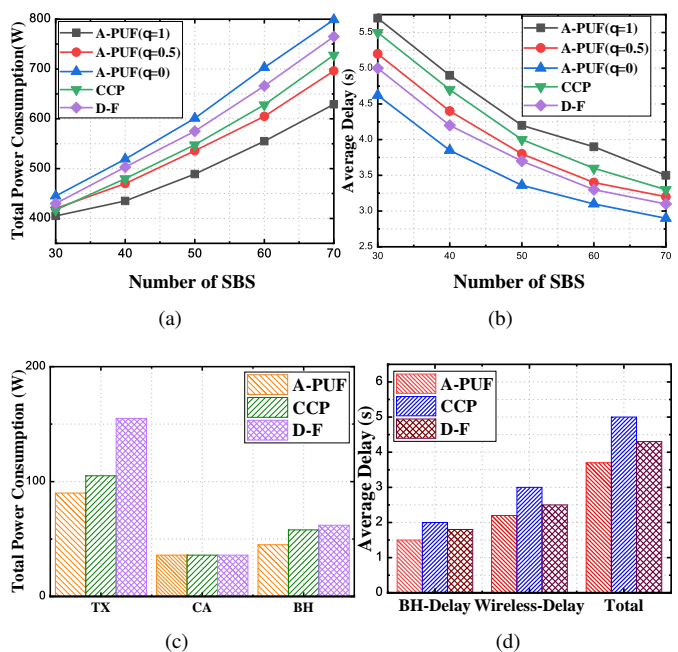 Total Power Consumption(W)
800
700
600
500
400
30 40 50 60 70
Number of SBS
A-PUF(q=1)
A-PUF(q=0.5)
A-PUF(q=0)
CCP
D-F
(a)
Average Delay (s)
5.5
5.0
4.5
4.0
3.5
3.0
2.5
30 40 50 60 70
Number of SBS
A-PUF(q=1)
A-PUF(q=0.5)
A-PUF(q=0)
CCP
D-F
(b)
Total Power Consumption (W)
200
100
0
TX CA BH
A-PUF
CCP
D-F
(c)
Average Delay (s)
6
5
4
3
2
1
0
BH-Delay Wireless-Delay Total
A-PUF
CCP
D-F
(d)